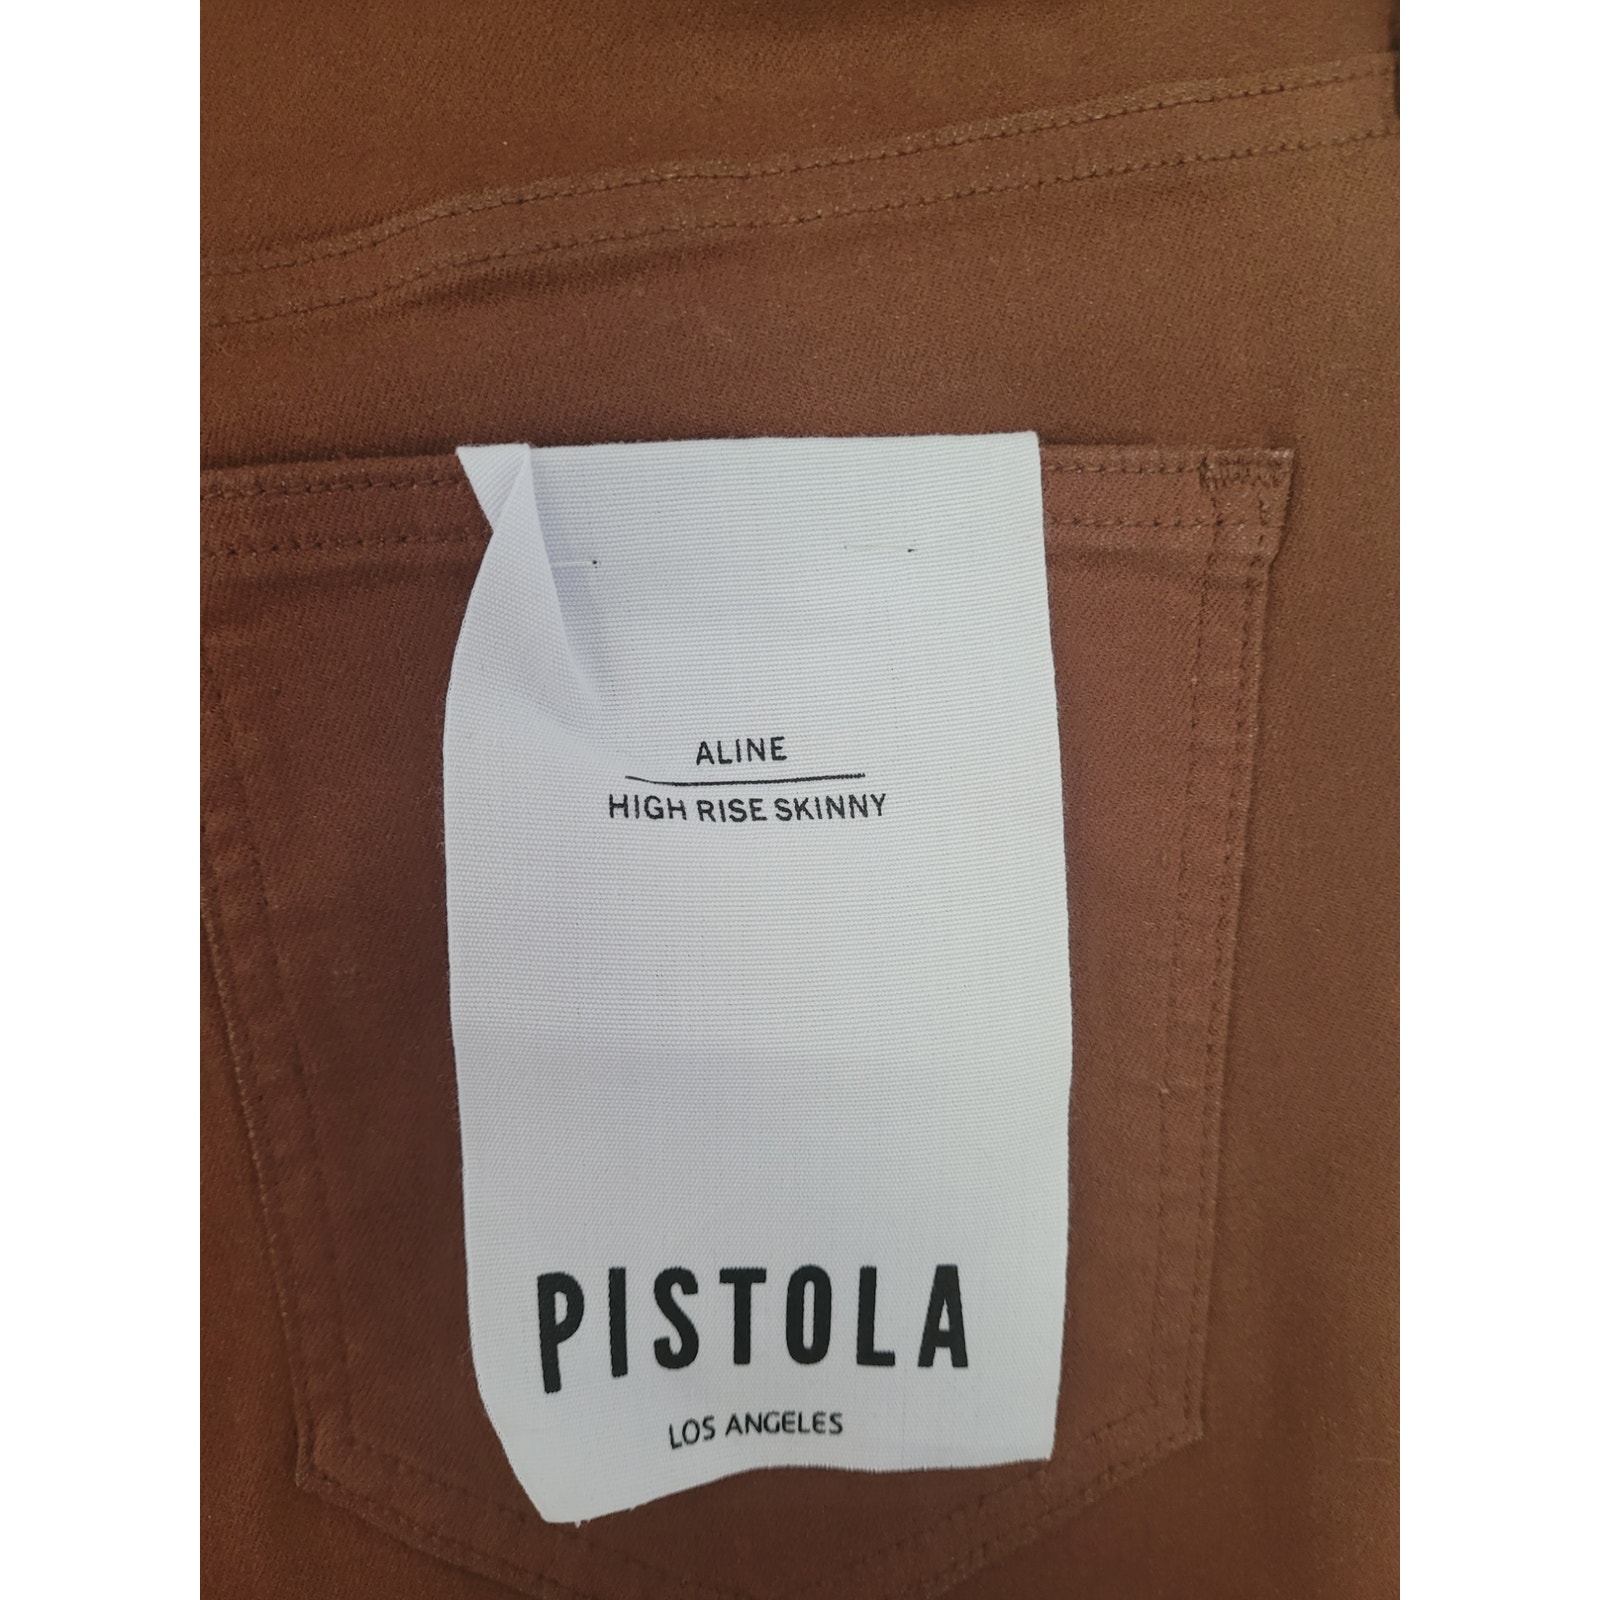 ALINE
HIGH RISE SKINNY
PISTOLA
LOS ANGELES